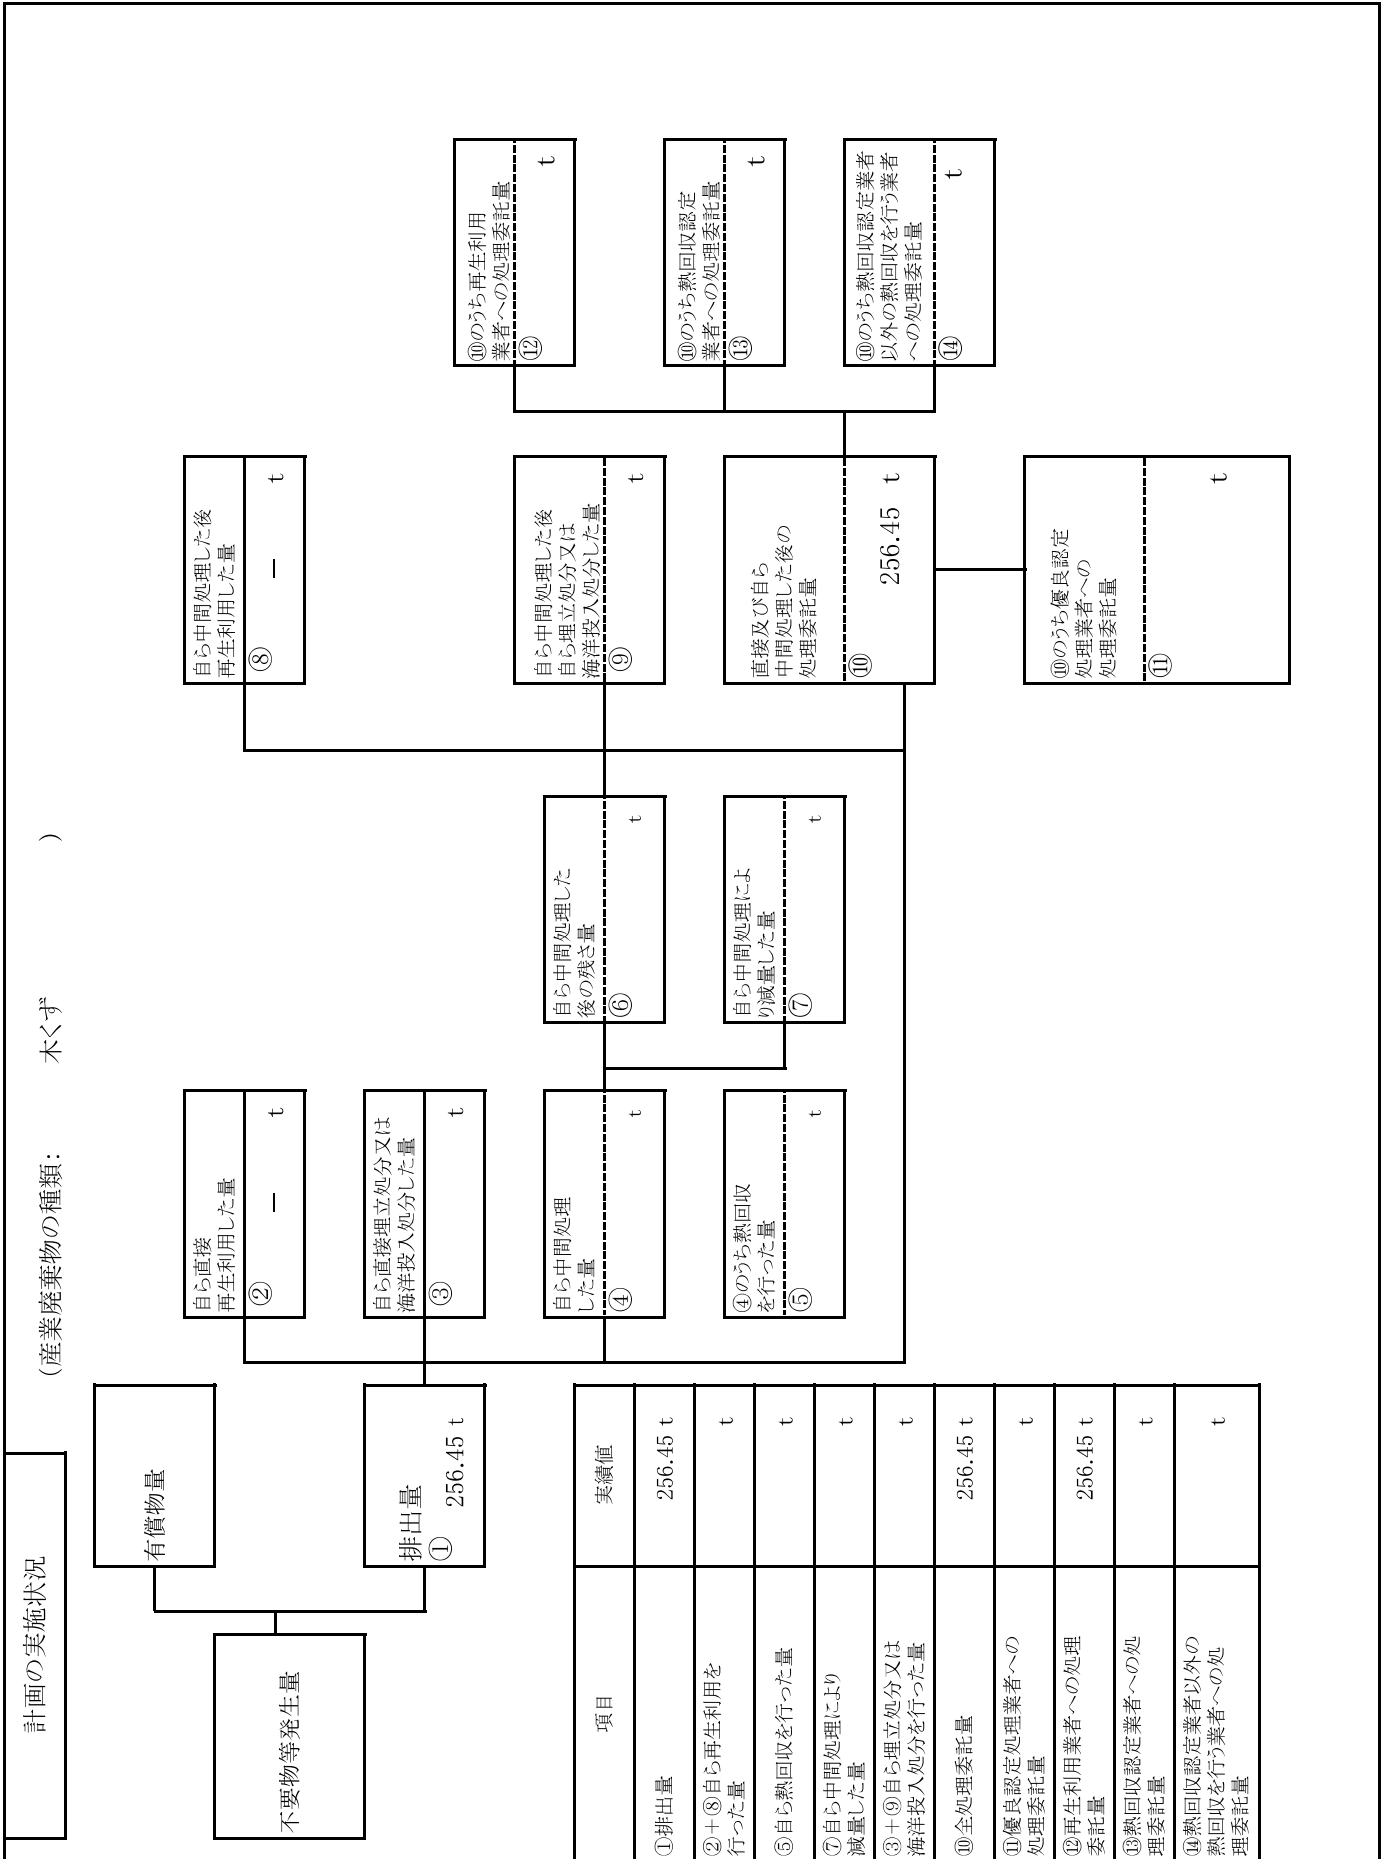 計画の実施状況
（産業廃棄物の種類： 木くず ）
不要物等発生量
有償物量
排出量
① 256.45 t
自ら直接
再生利用した量
② － t
自ら直接埋立処分又は
海洋投入処分した量
③ t
自ら中間処理
した量
④ t
④のうち熱回収
を行った量
⑤ t
自ら中間処理した
後の残さ量
⑥ t
自ら中間処理によ
り減量した量
⑦ t
自ら中間処理した後
再生利用した量
⑧ － t
自ら中間処理した後
自ら埋立処分又は
海洋投入処分した量
⑨ t
直接及び自ら
中間処理した後の
処理委託量
⑩ 256.45 t
⑩のうち優良認定
処理業者への
処理委託量
⑪ t
⑩のうち再生利用
業者への処理委託量
⑫ t
⑩のうち熱回収認定
業者への処理委託量
⑬ t
⑩のうち熱回収認定業者
以外の熱回収を行う業者
への処理委託量
⑭ t
項目 実績値
①排出量 256.45 t
②＋⑧自ら再生利用を
行った量 t
⑤自ら熱回収を行った量 t
⑦自ら中間処理により
減量した量 t
③＋⑨自ら埋立処分又は
海洋投入処分を行った量 t
⑩全処理委託量 256.45 t
⑪優良認定処理業者への
処理委託量 t
⑫再生利用業者への処理
委託量 256.45 t
⑬熱回収認定業者への処
理委託量 t
⑭熱回収認定業者以外の
熱回収を行う業者への処
理委託量 t